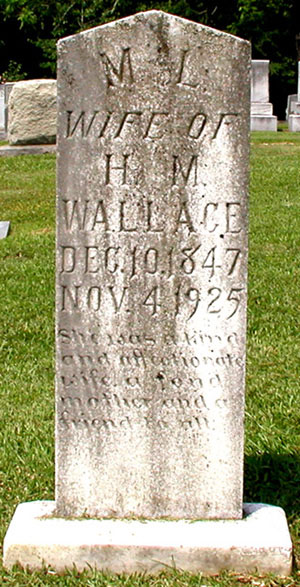 M. L.
WIFE OF
H. M.
WALLACE
DEC. 10, 1847
NOV. 4, 1925
She was a kind
and affectionate
wife, a fond
mother and a
friend to all.